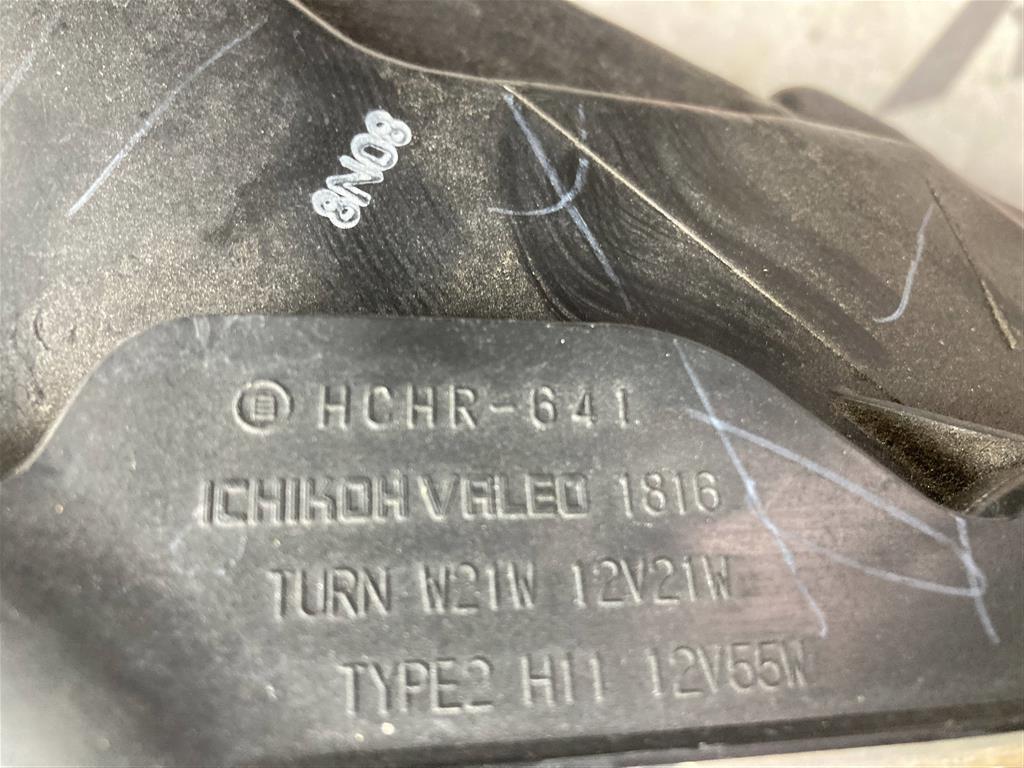 HCHR-641
ICHIKOH VALEO 1816
TURN W21W 12V21W
TYPE2 H11 12V55W